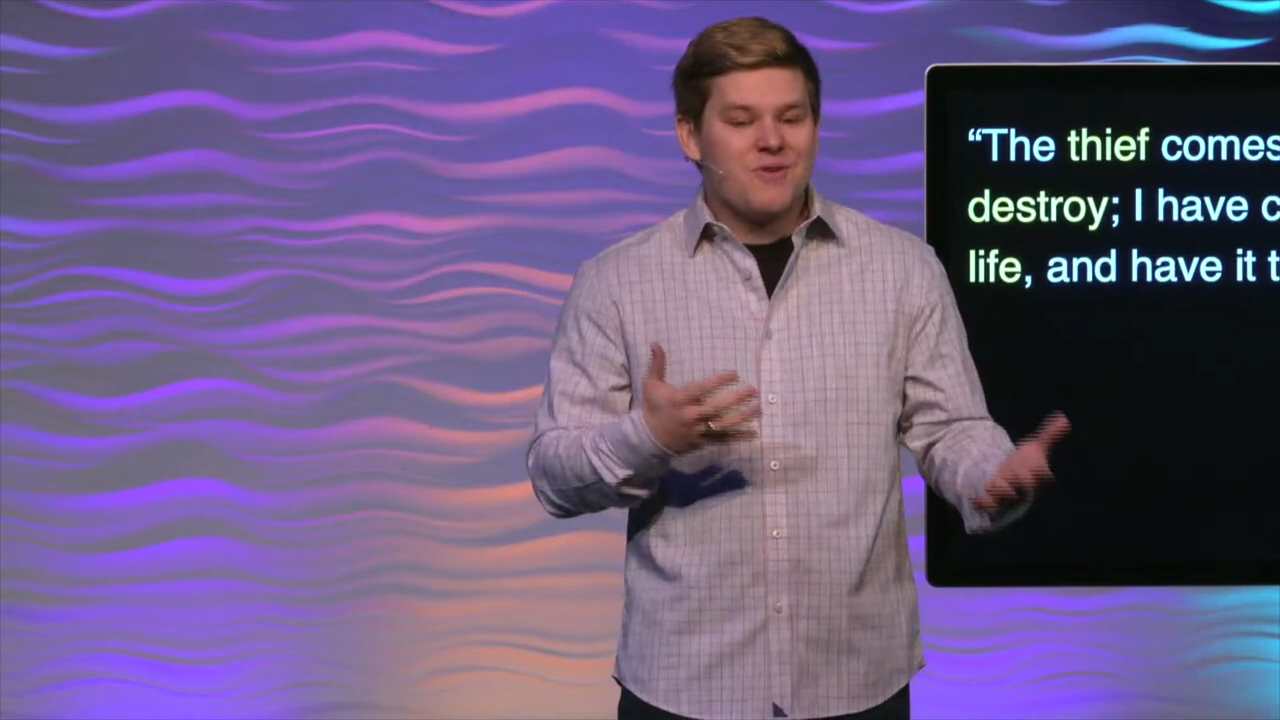 “The thief comes
destroy; I have c
life, and have it t